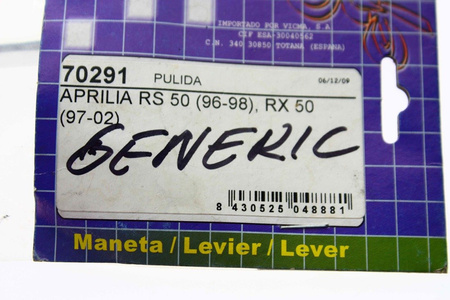 IMPORTADO POR VICMA, S.A.
CIF ESA-30040562
C.N. 340 30850 TOTANA (ESPAÑA)
70291 PULIDA 06/12/09
APRILIA RS 50 (96-98), RX 50
(97-02)
GENERIC
8 430525 048881
Maneta / Levier / Lever